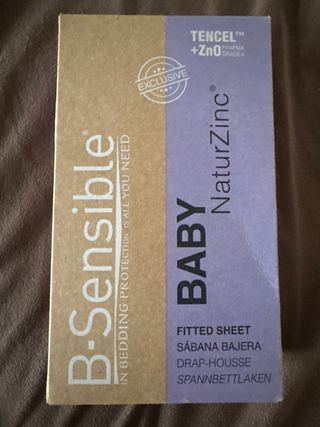 TENCEL™
+ZnO PHARMA
GRADE A
EXCLUSIVE
B·Sensible®
IN BEDDING PROTECTION IS ALL YOU NEED
BABY
NaturZinc®
FITTED SHEET
SÁBANA BAJERA
DRAP-HOUSSE
SPANNBETTLAKEN